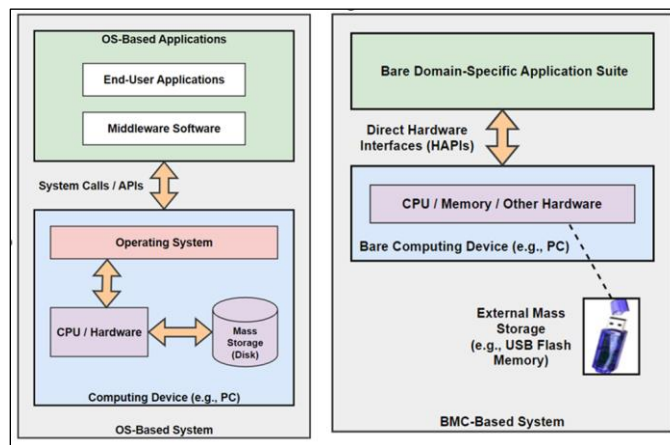 OS-Based Applications
End-User Applications
Middleware Software
System Calls / APIs
Operating System
CPU / Hardware
Mass
Storage
(Disk)
Computing Device (e.g., PC)
OS-Based System
Bare Domain-Specific Application Suite
Direct Hardware
Interfaces (HAPIs)
CPU / Memory / Other Hardware
Bare Computing Device (e.g., PC)
External Mass
Storage
(e.g., USB Flash
Memory)
BMC-Based System